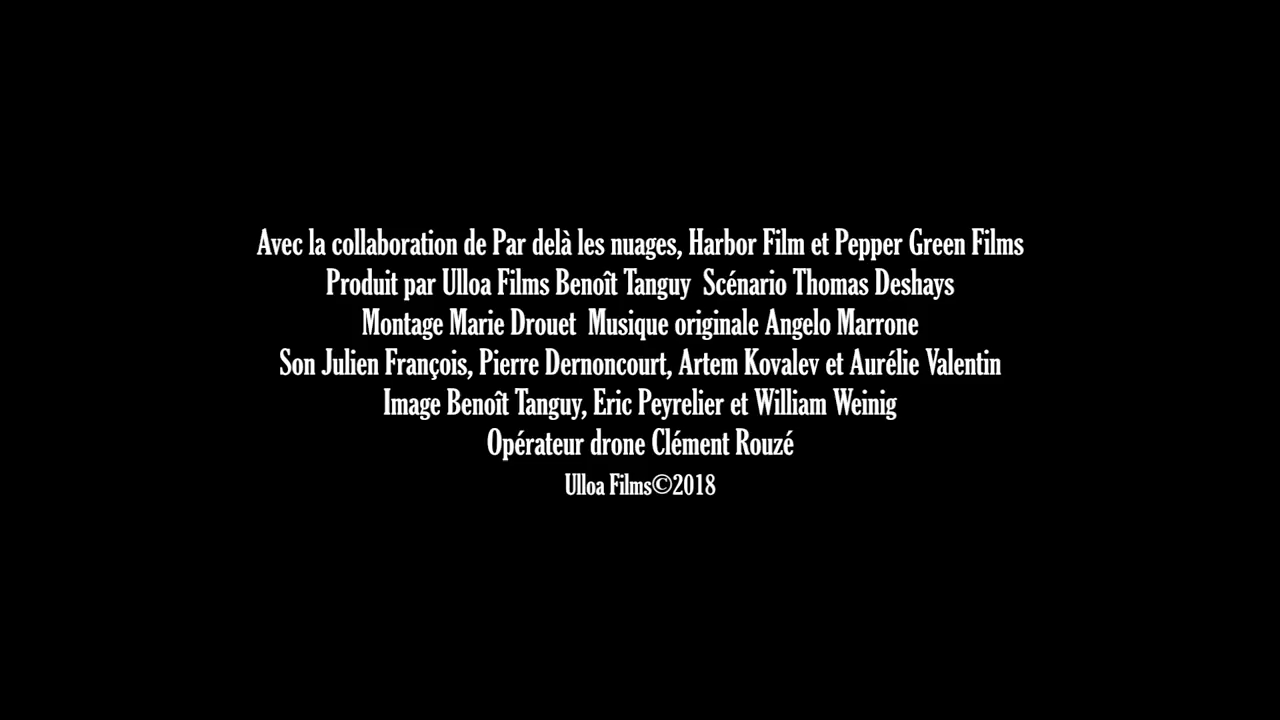 Avec la collaboration de Par delà les nuages, Harbor Film et Pepper Green Films
Produit par Ulloa Films Benoît Tanguy Scénario Thomas Deshays
Montage Marie Drouet Musique originale Angelo Marrone
Son Julien François, Pierre Dernoncourt, Artem Kovalev et Aurélie Valentin
Image Benoît Tanguy, Eric Peyrelier et William Weinig
Opérateur drone Clément Rouzé
Ulloa Films©2018